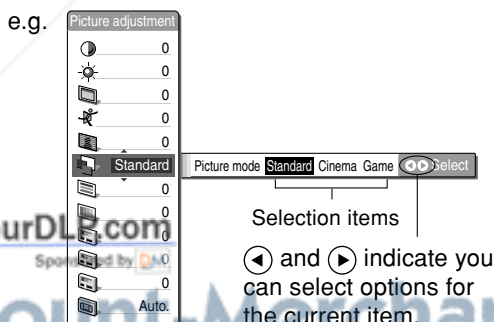 e.g.
Picture adjustment
0
0
0
0
0
Standard
Picture mode Standard Cinema Game Select
0
0
0
0
0
Auto.
Selection items
◀ and ▶ indicate you
can select options for
the current item.